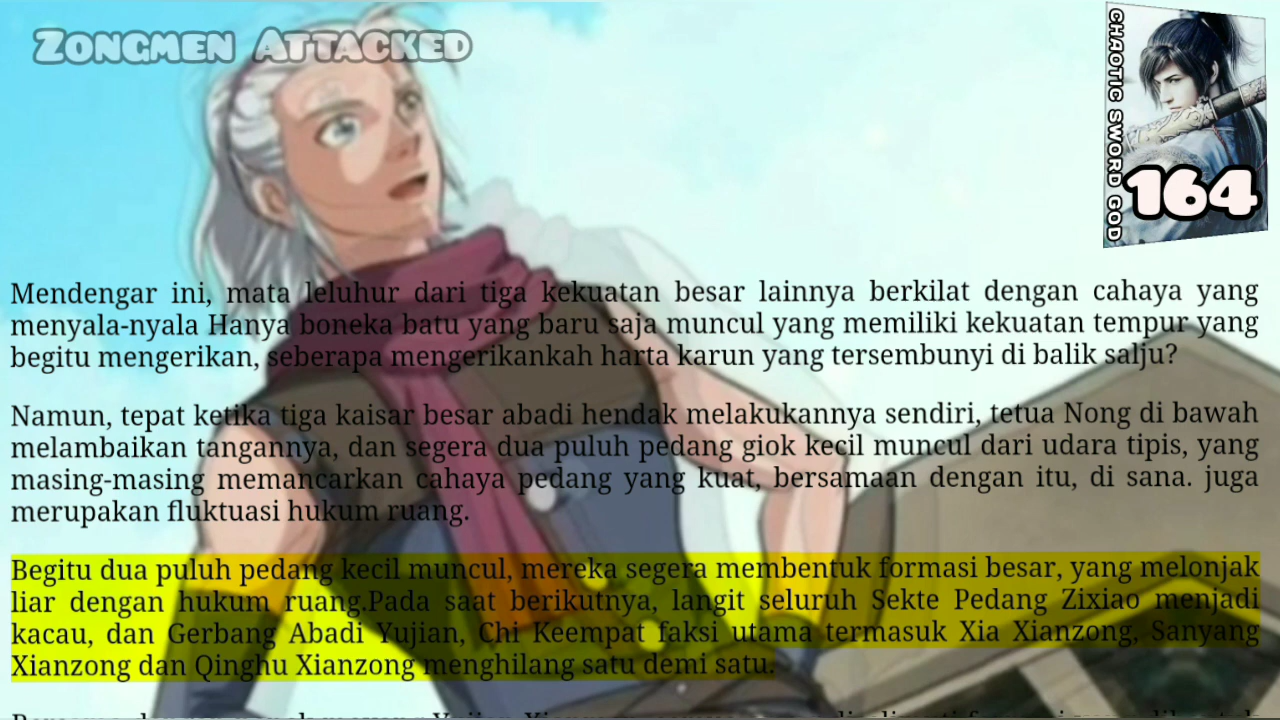 Zongmen Attacked
CHAOTIC SWORD GOD
164
Mendengar ini, mata leluhur dari tiga kekuatan besar lainnya berkilat dengan cahaya yang
menyala-nyala Hanya boneka batu yang baru saja muncul yang memiliki kekuatan tempur yang
begitu mengerikan, seberapa mengerikankah harta karun yang tersembunyi di balik salju?
Namun, tepat ketika tiga kaisar besar abadi hendak melakukannya sendiri, tetua Nong di bawah
melambaikan tangannya, dan segera dua puluh pedang giok kecil muncul dari udara tipis, yang
masing-masing memancarkan cahaya pedang yang kuat, bersamaan dengan itu, di sana. juga
merupakan fluktuasi hukum ruang.
Begitu dua puluh pedang kecil muncul, mereka segera membentuk formasi besar, yang melonjak
liar dengan hukum ruang.Pada saat berikutnya, langit seluruh Sekte Pedang Zixiao menjadi
kacau, dan Gerbang Abadi Yujian, Chi Keempat faksi utama termasuk Xia Xianzong, Sanyang
Xianzong dan Qinghu Xianzong menghilang satu demi satu.